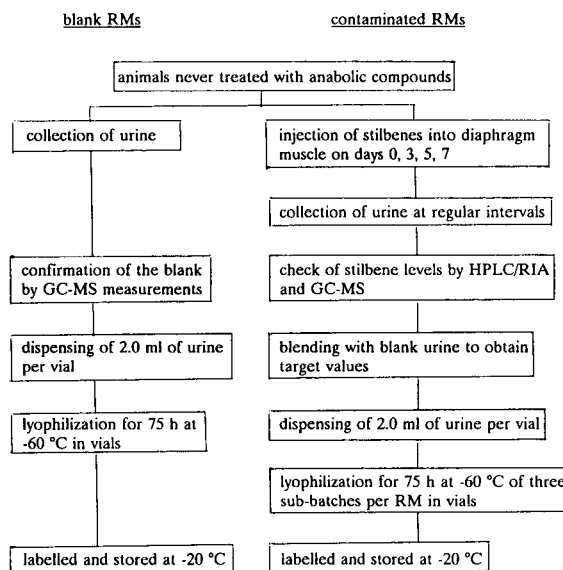 blank RMs
contaminated RMs
animals never treated with anabolic compounds
collection of urine
injection of stilbenes into diaphragm
muscle on days 0, 3, 5, 7
collection of urine at regular intervals
confirmation of the blank
by GC-MS measurements
check of stilbene levels by HPLC/RIA
and GC-MS
dispensing of 2.0 ml of urine
per vial
blending with blank urine to obtain
target values
lyophilization for 75 h at
-60 °C in vials
dispensing of 2.0 ml of urine per vial
lyophilization for 75 h at -60 °C of three
sub-batches per RM in vials
labelled and stored at -20 °C
labelled and stored at -20 °C